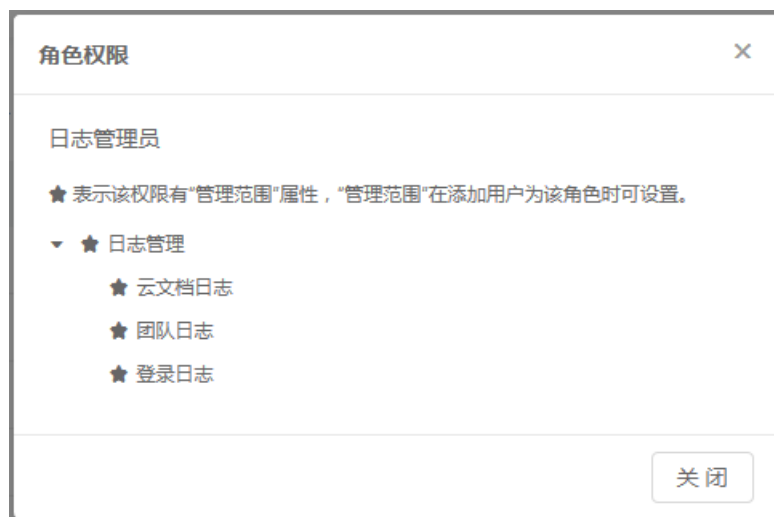 角色权限
日志管理员
★ 表示该权限有“管理范围”属性，“管理范围”在添加用户为该角色时可设置。
★ 日志管理
★ 云文档日志
★ 团队日志
★ 登录日志
关 闭